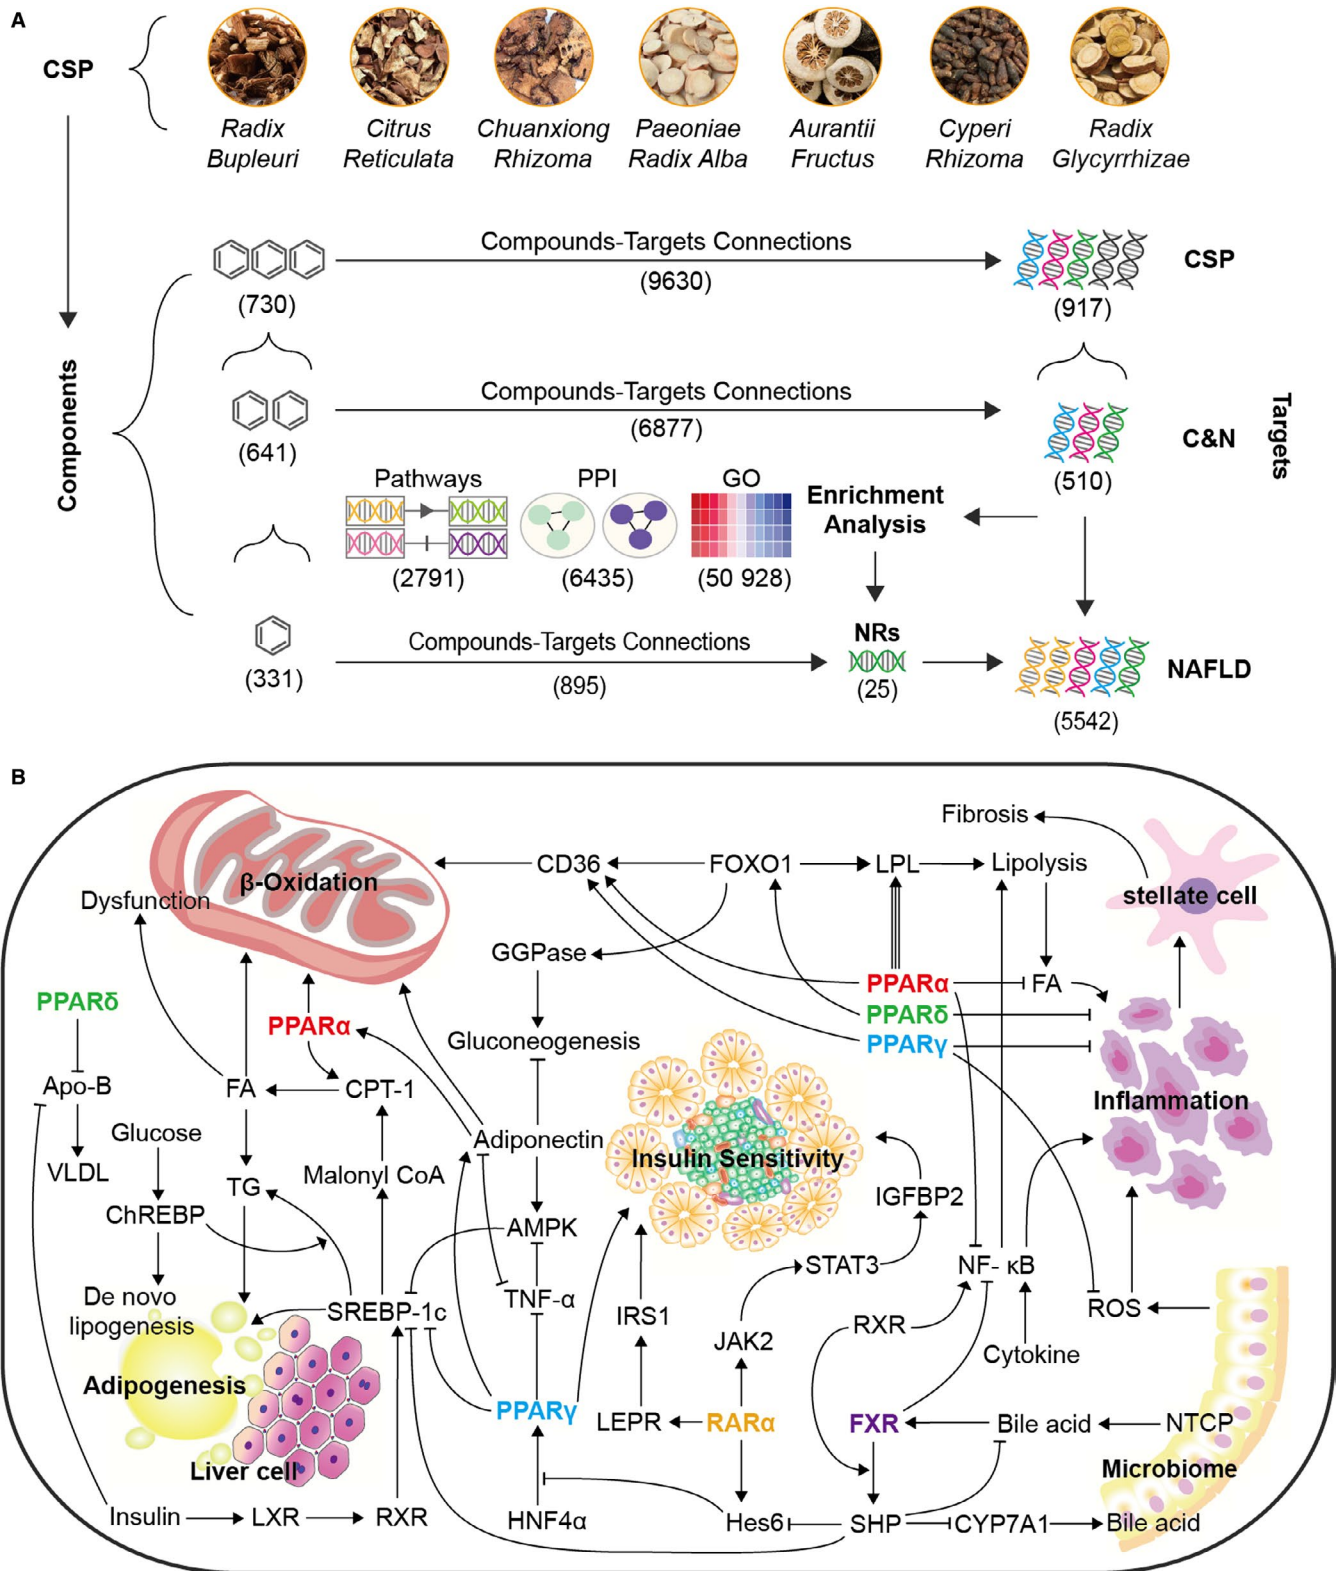 A
CSP
Radix
Bupleuri
Citrus
Reticulata
Chuanxiong
Rhizoma
Paeoniae
Radix Alba
Aurantii
Fructus
Cyperi
Rhizoma
Radix
Glycyrrhizae
Components
(730)
Compounds-Targets Connections
(9630)
(917)
CSP
(641)
Compounds-Targets Connections
(6877)
(510)
C&N
Targets
Pathways
(2791)
PPI
(6435)
GO
(50 928)
Enrichment
Analysis
(331)
Compounds-Targets Connections
(895)
NRs
(25)
(5542)
NAFLD
B
Fibrosis
β-Oxidation
Dysfunction
CD36
FOXO1
LPL
Lipolysis
stellate cell
GGPase
PPARδ
PPARα
PPARα
FA
PPARδ
PPARγ
Gluconeogenesis
Apo-B
FA
CPT-1
Inflammation
Glucose
Adiponectin
Insulin Sensitivity
VLDL
TG
Malonyl CoA
IGFBP2
ChREBP
AMPK
STAT3
NF- κB
De novo
lipogenesis
SREBP-1c
TNF-α
IRS1
JAK2
RXR
ROS
Cytokine
Adipogenesis
PPARγ
LEPR
RARα
FXR
Bile acid
NTCP
Liver cell
Microbiome
Insulin
LXR
RXR
HNF4α
Hes6
SHP
CYP7A1
Bile acid